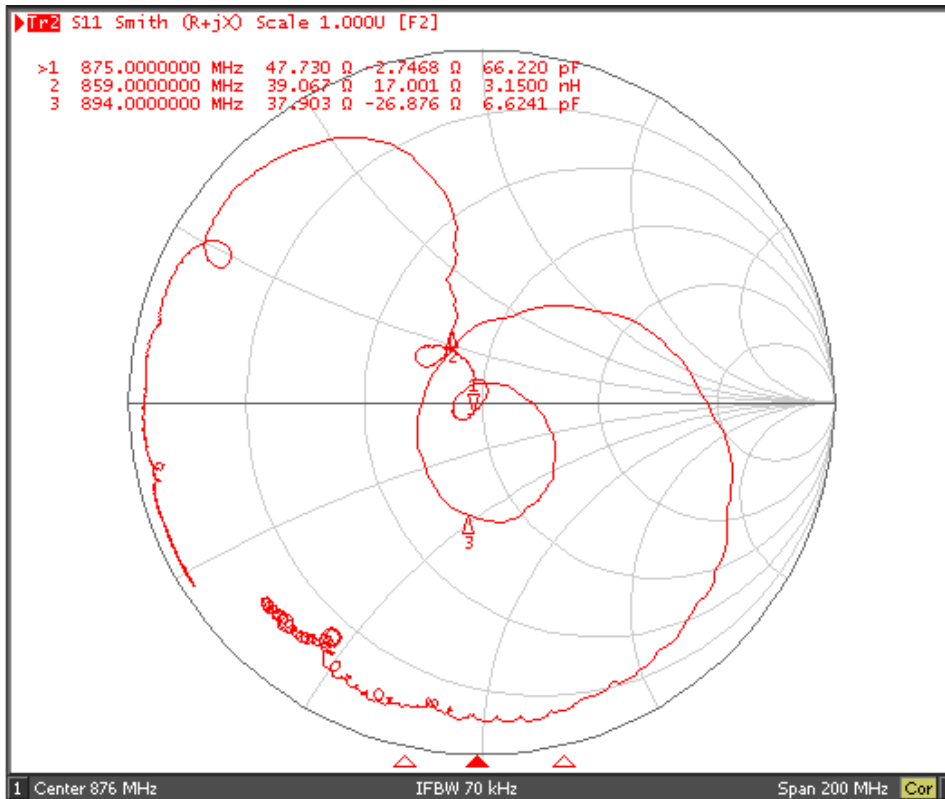 Tr2 S11 Smith (R+jX) Scale 1.000U [F2]
>1 875.0000000 MHz 47.730 Ω -2.7468 Ω 66.220 pF
2 859.0000000 MHz 39.067 Ω 17.001 Ω 3.1500 nH
3 894.0000000 MHz 37.903 Ω -26.876 Ω 6.6241 pF
2
1
3
1 Center 876 MHz IFBW 70 kHz Span 200 MHz Cor